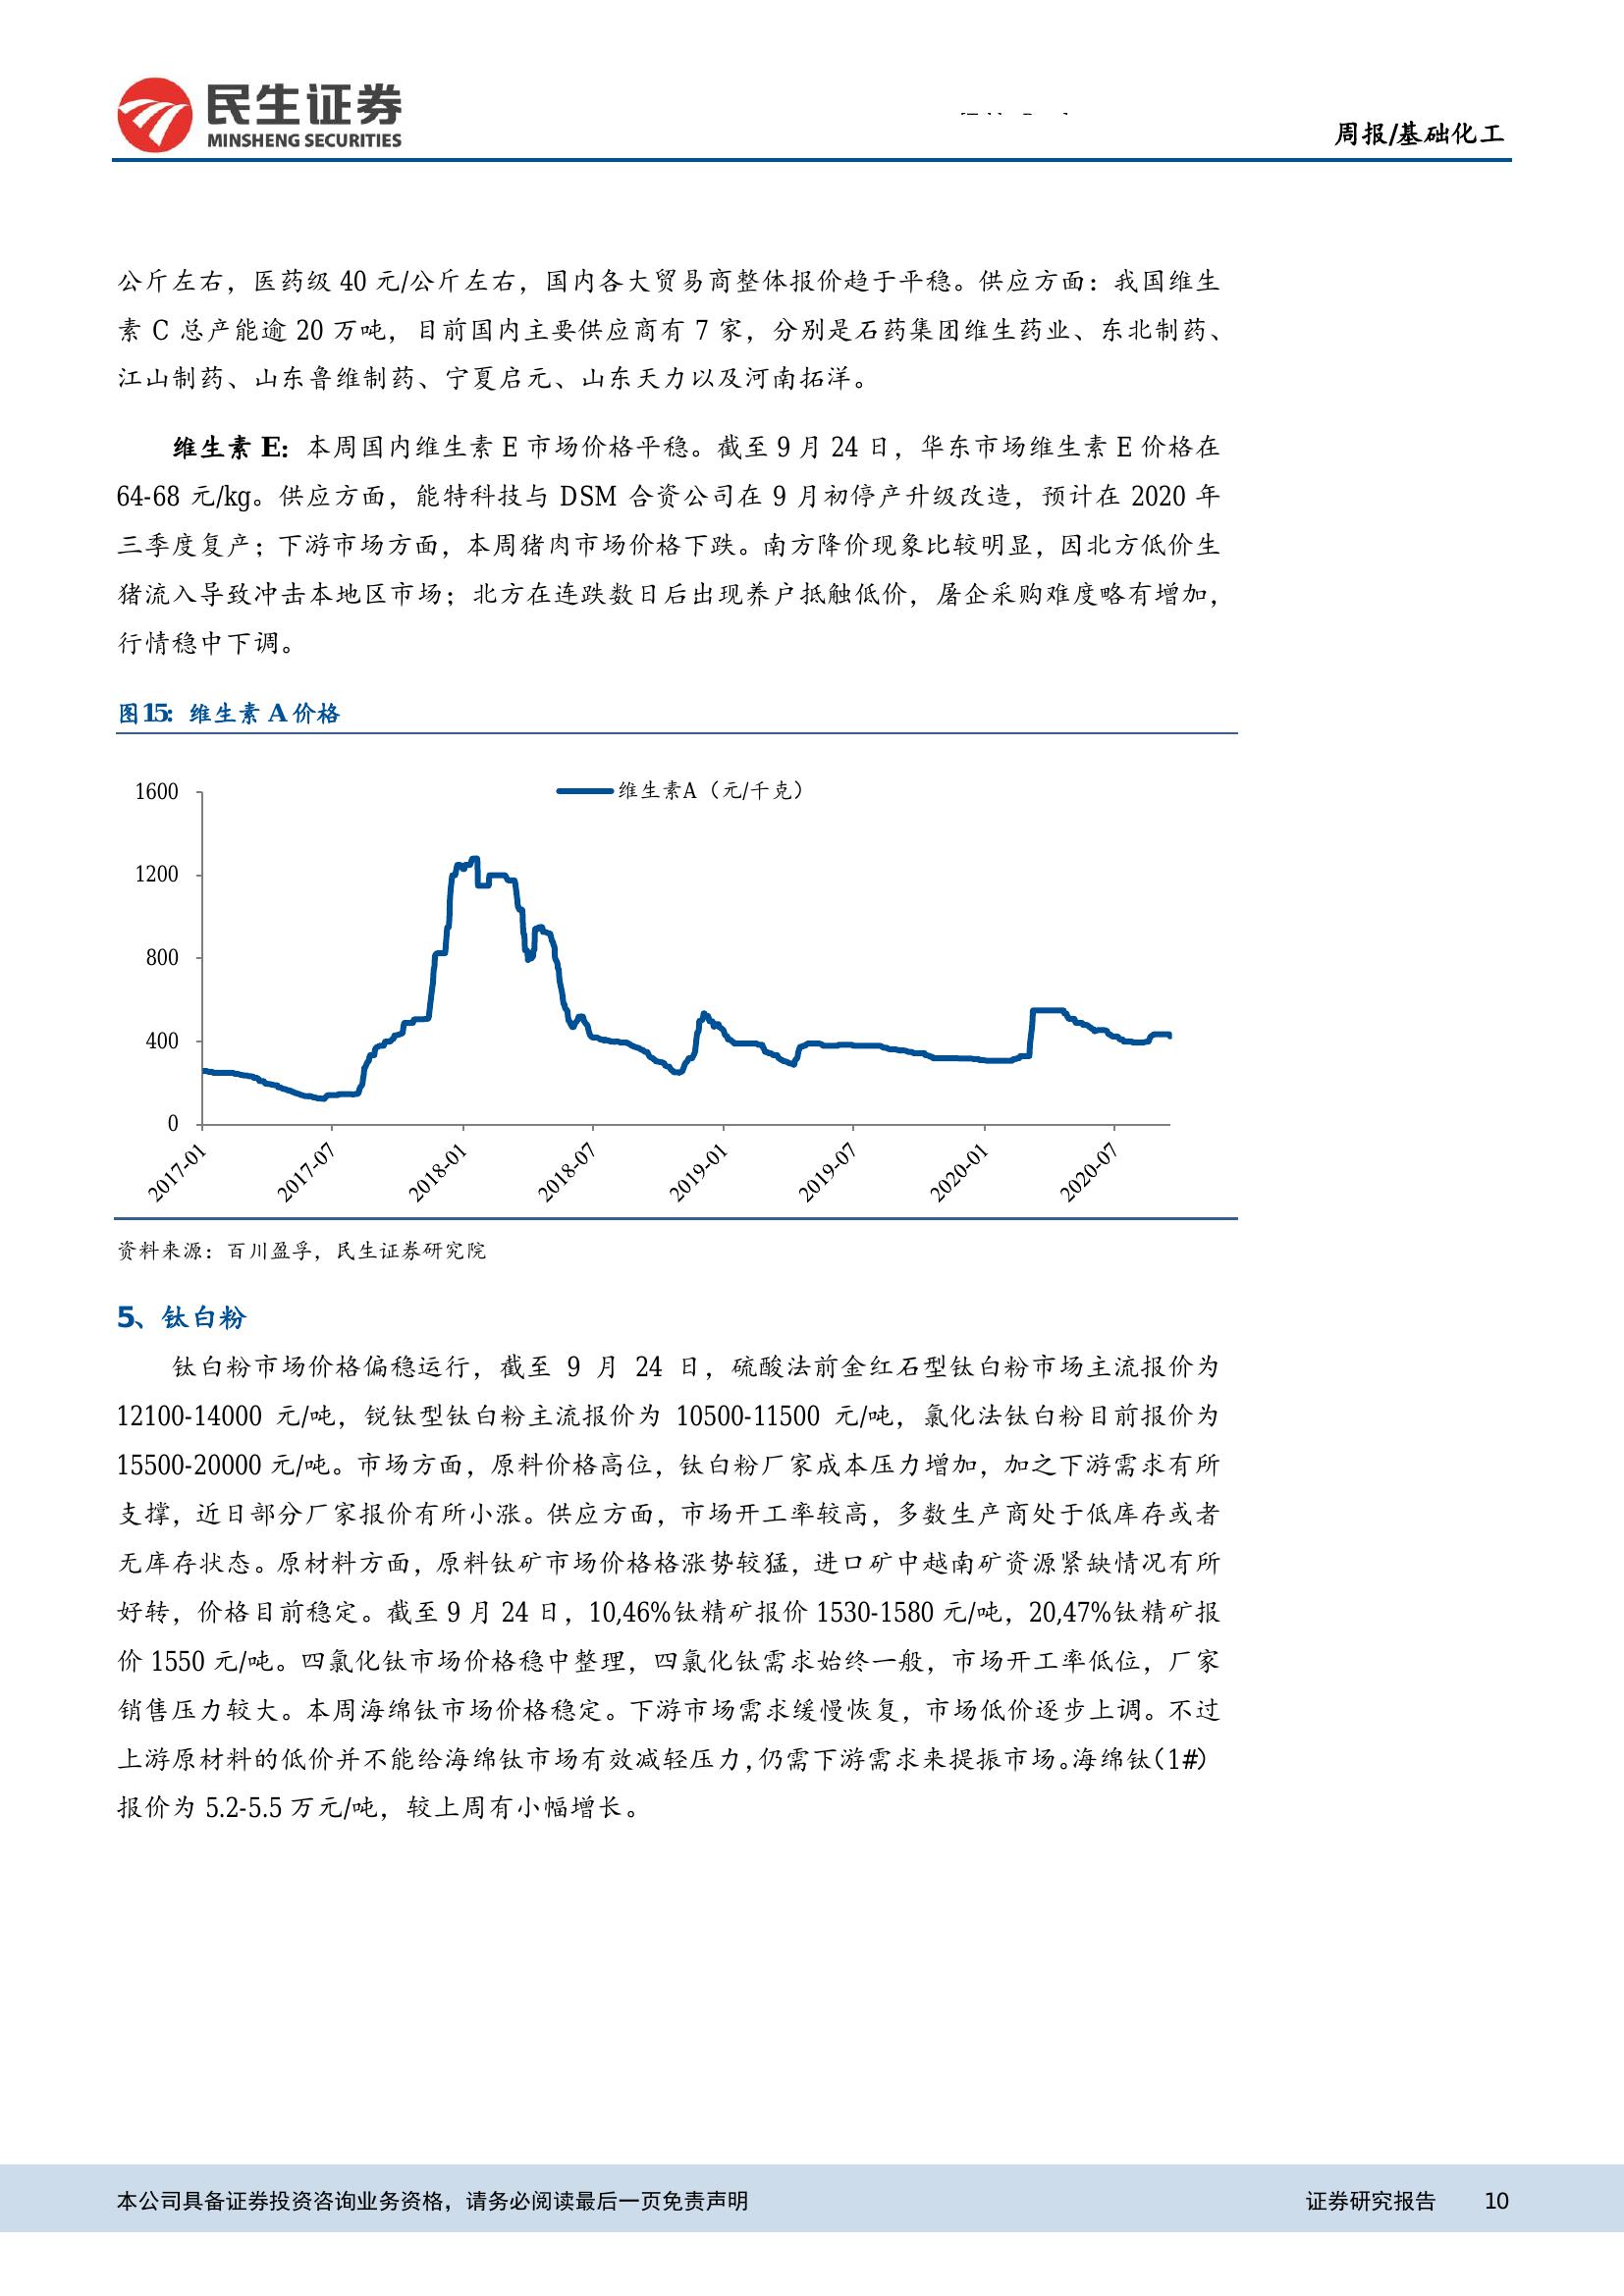 民生证券
MINSHENG SECURITIES
周报/基础化工
公斤左右，医药级 40 元/公斤左右，国内各大贸易商整体报价趋于平稳。供应方面：我国维生
素 C 总产能逾 20 万吨，目前国内主要供应商有 7 家，分别是石药集团维生药业、东北制药、
江山制药、山东鲁维制药、宁夏启元、山东天力以及河南拓洋。
维生素 E：本周国内维生素 E 市场价格平稳。截至 9 月 24 日，华东市场维生素 E 价格在
64-68 元/kg。供应方面，能特科技与 DSM 合资公司在 9 月初停产升级改造，预计在 2020 年
三季度复产；下游市场方面，本周猪肉市场价格下跌。南方降价现象比较明显，因北方低价生
猪流入导致冲击本地区市场；北方在连跌数日后出现养户抵触低价，屠企采购难度略有增加，
行情稳中下调。
图15：维生素 A 价格
维生素A（元/千克）
1600
1200
800
400
0
2017-01
2017-07
2018-01
2018-07
2019-01
2019-07
2020-01
2020-07
资料来源：百川盈孚，民生证券研究院
5、钛白粉
钛白粉市场价格偏稳运行，截至 9 月 24 日，硫酸法前金红石型钛白粉市场主流报价为
12100-14000 元/吨，锐钛型钛白粉主流报价为 10500-11500 元/吨，氯化法钛白粉目前报价为
15500-20000 元/吨。市场方面，原料价格高位，钛白粉厂家成本压力增加，加之下游需求有所
支撑，近日部分厂家报价有所小涨。供应方面，市场开工率较高，多数生产商处于低库存或者
无库存状态。原材料方面，原料钛矿市场价格格涨势较猛，进口矿中越南矿资源紧缺情况有所
好转，价格目前稳定。截至 9 月 24 日，10,46%钛精矿报价 1530-1580 元/吨，20,47%钛精矿报
价 1550 元/吨。四氯化钛市场价格稳中整理，四氯化钛需求始终一般，市场开工率低位，厂家
销售压力较大。本周海绵钛市场价格稳定。下游市场需求缓慢恢复，市场低价逐步上调。不过
上游原材料的低价并不能给海绵钛市场有效减轻压力，仍需下游需求来提振市场。海绵钛（1#）
报价为 5.2-5.5 万元/吨，较上周有小幅增长。
本公司具备证券投资咨询业务资格，请务必阅读最后一页免责声明
证券研究报告 10